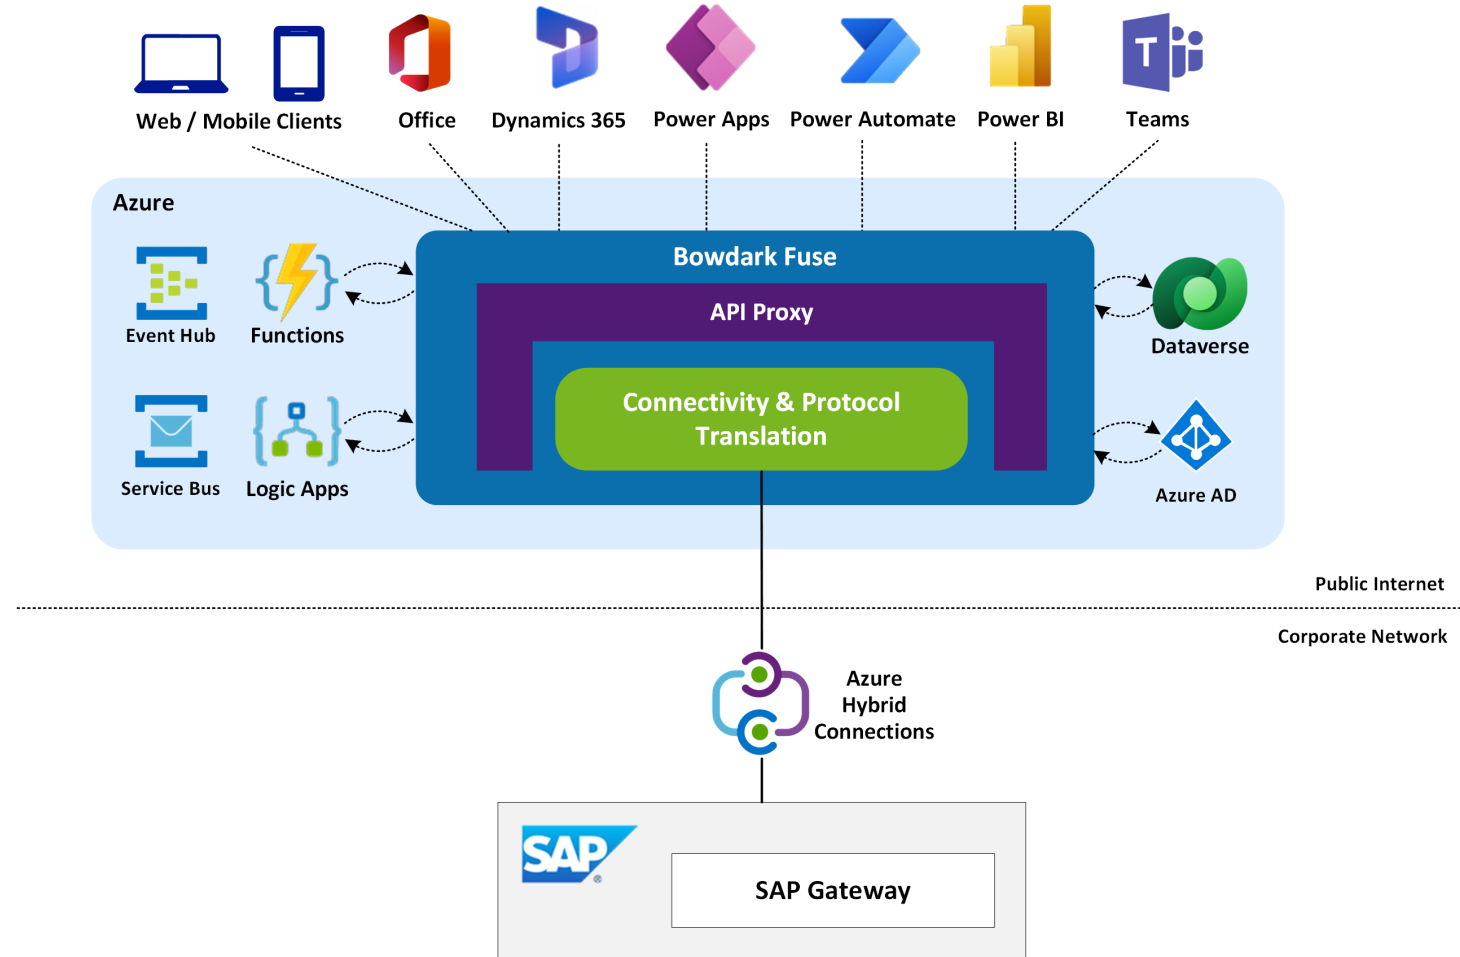 Web / Mobile Clients
Office
Dynamics 365
Power Apps
Power Automate
Power BI
T
Teams
Azure
Event Hub
Functions
Service Bus
Logic Apps
Bowdark Fuse
API Proxy
Connectivity & Protocol
Translation
Dataverse
Azure AD
Public Internet
Corporate Network
Azure
Hybrid
Connections
SAP ®
SAP Gateway